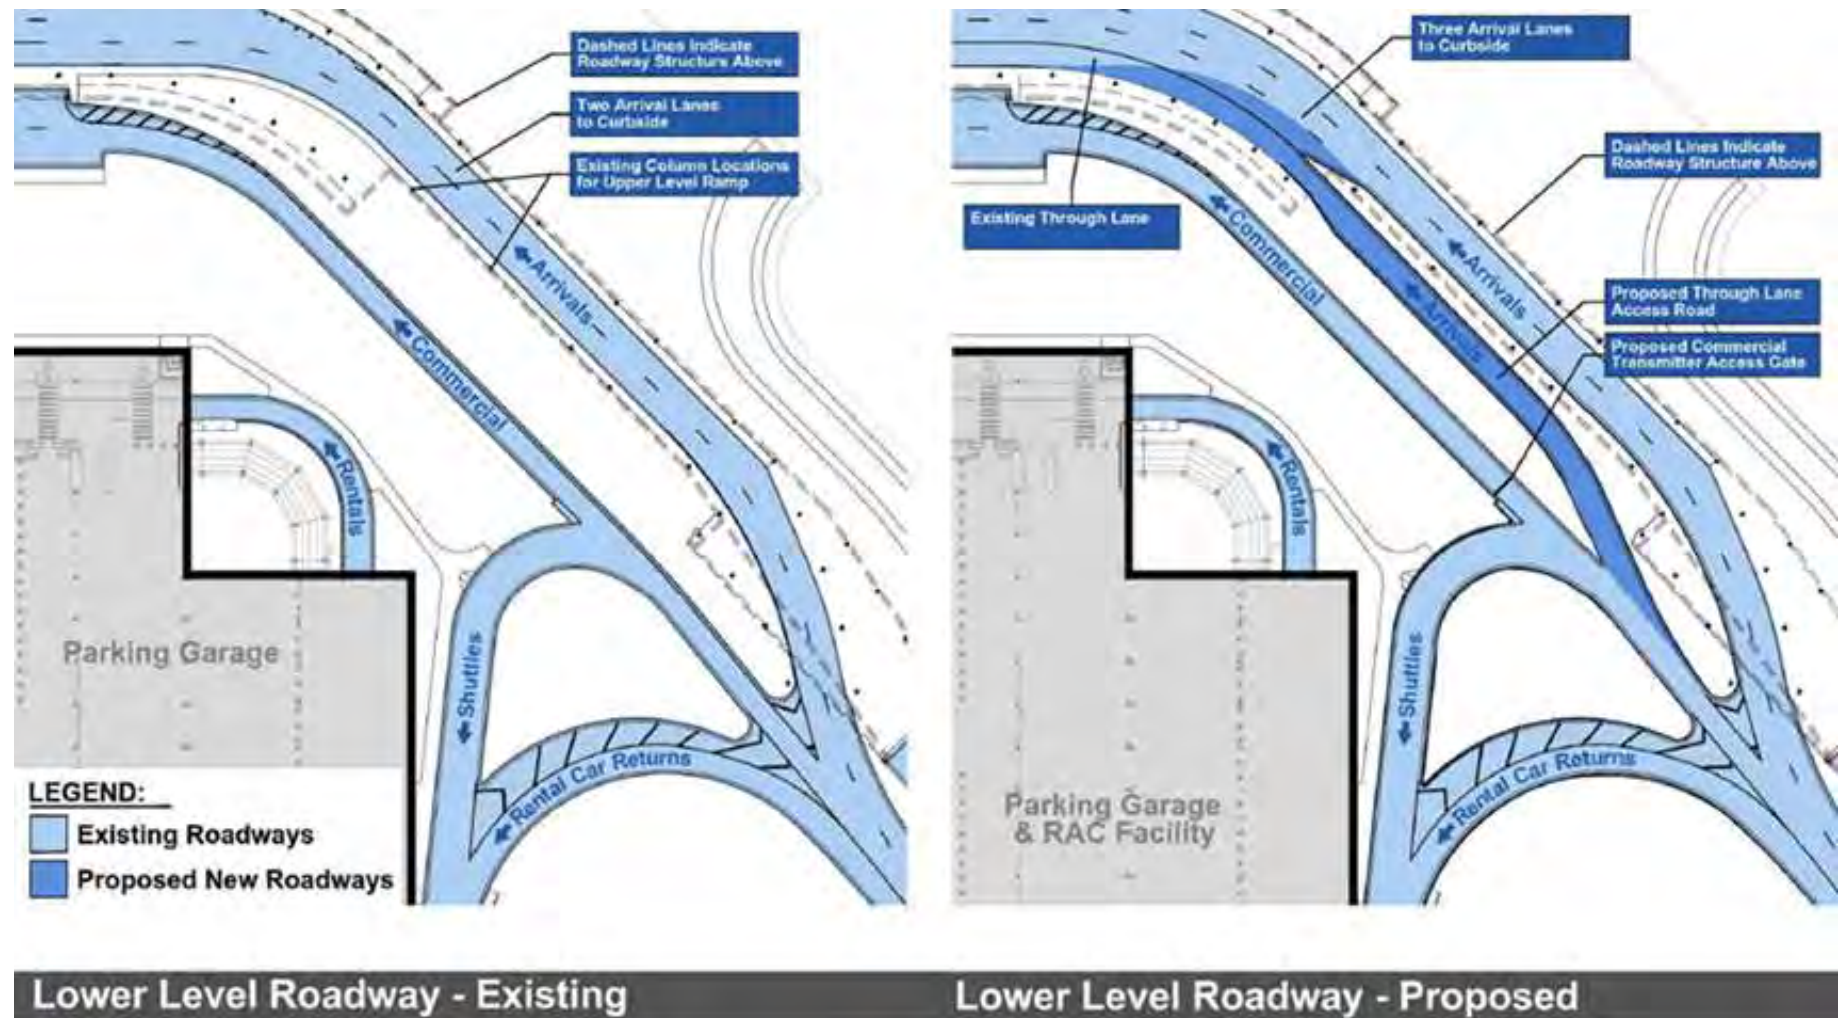 Dashed Lines Indicate
Roadway Structure Above
Two Arrival Lanes
to Curbside
Existing Column Locations
for Upper Level Ramp
Arrivals
Commercial
Rentals
Parking Garage
Shuttles
Rental Car Returns
LEGEND:
Existing Roadways
Proposed New Roadways
Lower Level Roadway - Existing
Three Arrival Lanes
to Curbside
Dashed Lines Indicate
Roadway Structure Above
Existing Through Lane
Commercial
Arrivals
Arrivals
Proposed Through Lane
Access Road
Proposed Commercial
Transmitter Access Gate
Rentals
Shuttles
Parking Garage
& RAC Facility
Rental Car Returns
Lower Level Roadway - Proposed